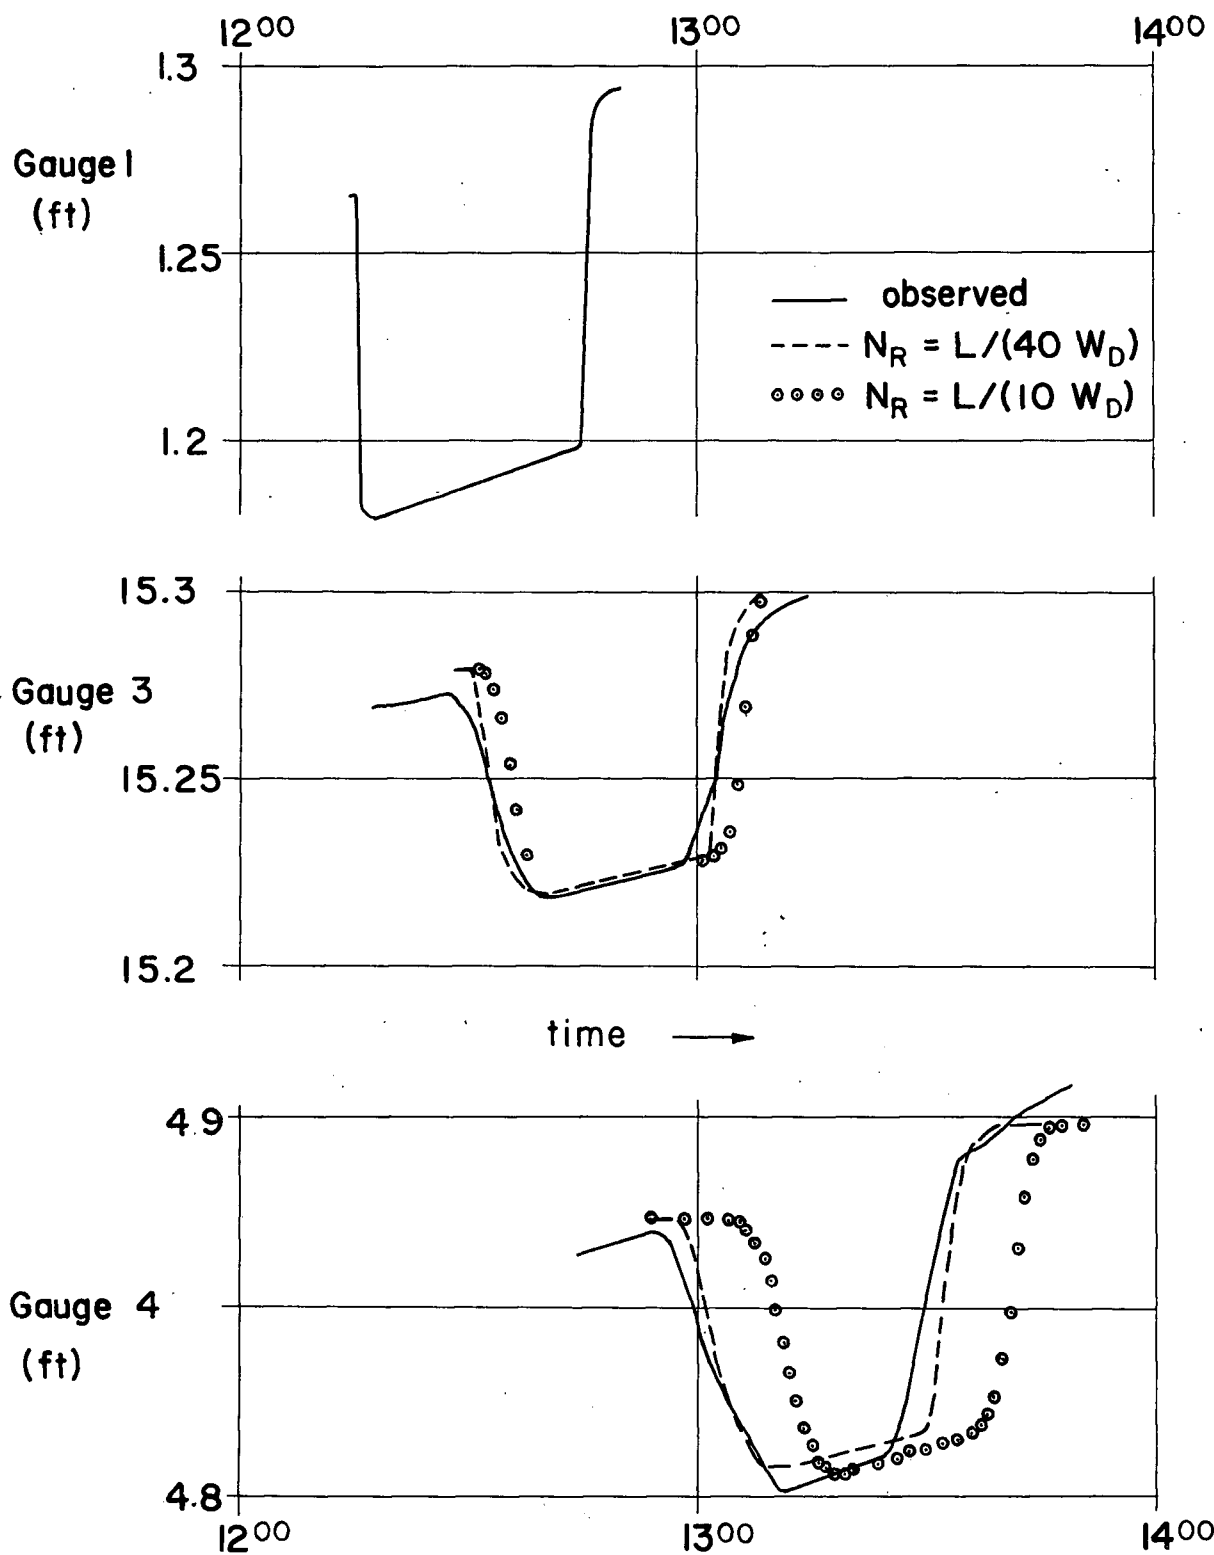 12⁰⁰ 13⁰⁰ 14⁰⁰
1.3
Gauge 1
(ft)
1.25
observed
N_R = L/(40 W_D)
N_R = L/(10 W_D)
1.2
15.3
Gauge 3
(ft)
15.25
15.2
time
4.9
Gauge 4
(ft)
4.8
12⁰⁰ 13⁰⁰ 14⁰⁰